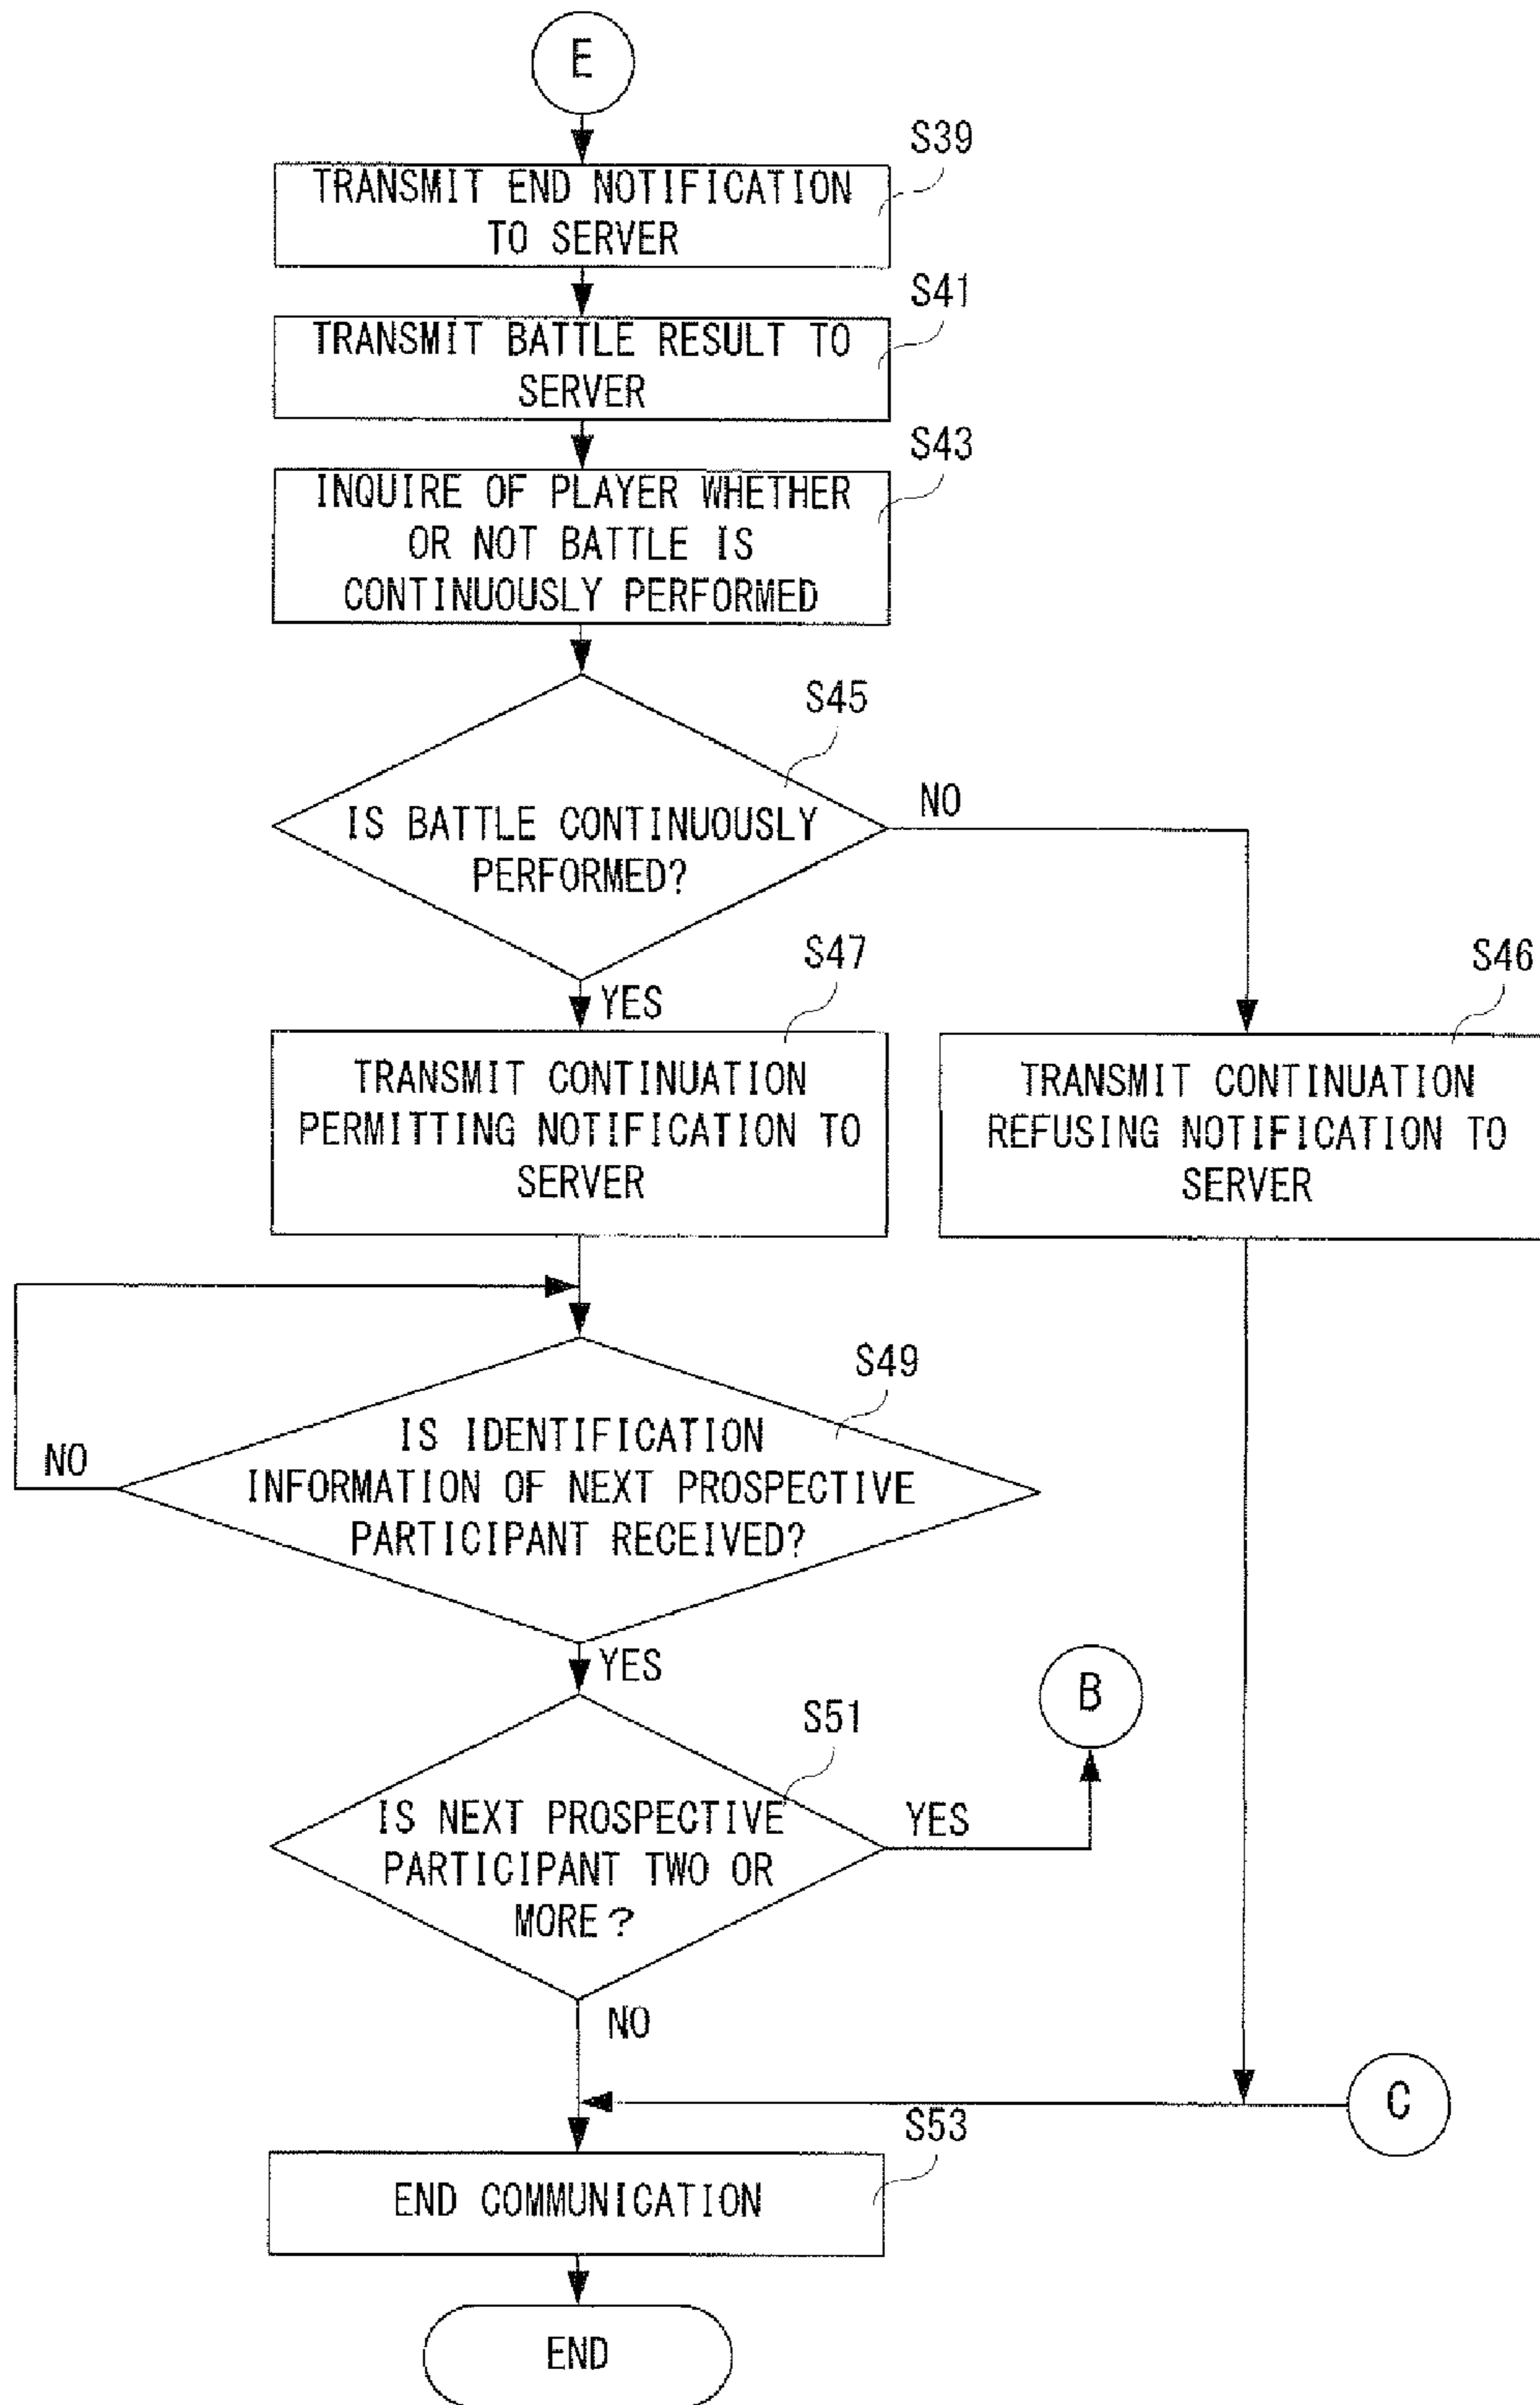 E
S39
TRANSMIT END NOTIFICATION
TO SERVER
S41
TRANSMIT BATTLE RESULT TO
SERVER
S43
INQUIRE OF PLAYER WHETHER
OR NOT BATTLE IS
CONTINUOUSLY PERFORMED
S45
IS BATTLE CONTINUOUSLY
PERFORMED?
NO
YES
S47
TRANSMIT CONTINUATION
PERMITTING NOTIFICATION TO
SERVER
S46
TRANSMIT CONTINUATION
REFUSING NOTIFICATION TO
SERVER
S49
IS IDENTIFICATION
INFORMATION OF NEXT PROSPECTIVE
PARTICIPANT RECEIVED?
NO
YES
S51
IS NEXT PROSPECTIVE
PARTICIPANT TWO OR
MORE?
YES
B
NO
C
S53
END COMMUNICATION
END